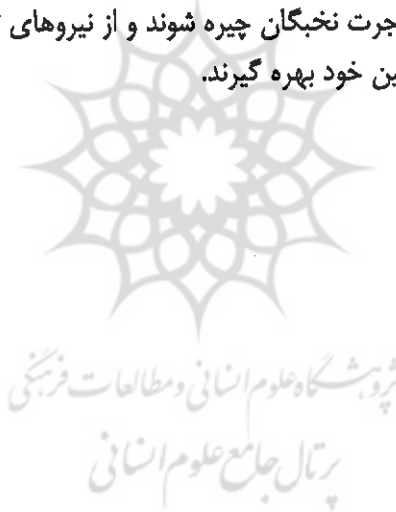 جرت نخبگان چیره شوند و از نیروهای
ین خود بهره گیرند.
پژوهشگاه علوم انسانی و مطالعات فرهنگی
پرتال جامع علوم انسانی